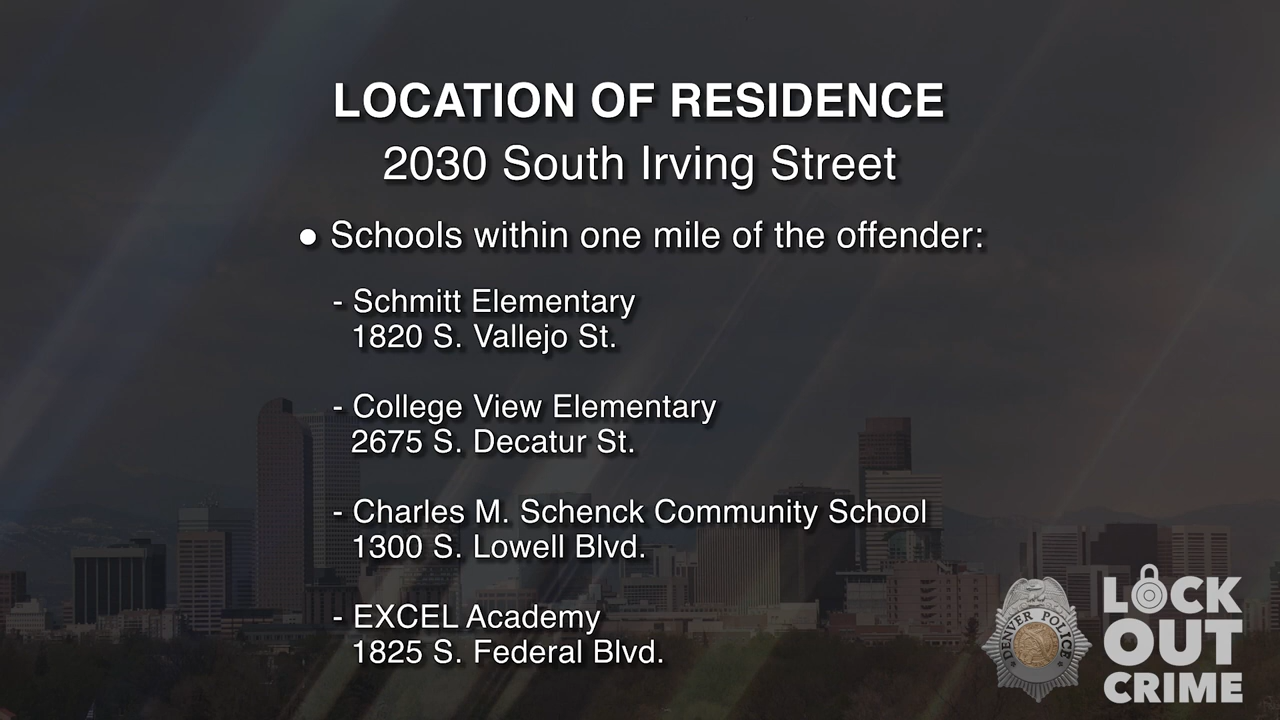 LOCATION OF RESIDENCE
2030 South Irving Street
● Schools within one mile of the offender:
- Schmitt Elementary
1820 S. Vallejo St.
- College View Elementary
2675 S. Decatur St.
- Charles M. Schenck Community School
1300 S. Lowell Blvd.
- EXCEL Academy
1825 S. Federal Blvd.
DENVER POLICE
LOCK
OUT
CRIME